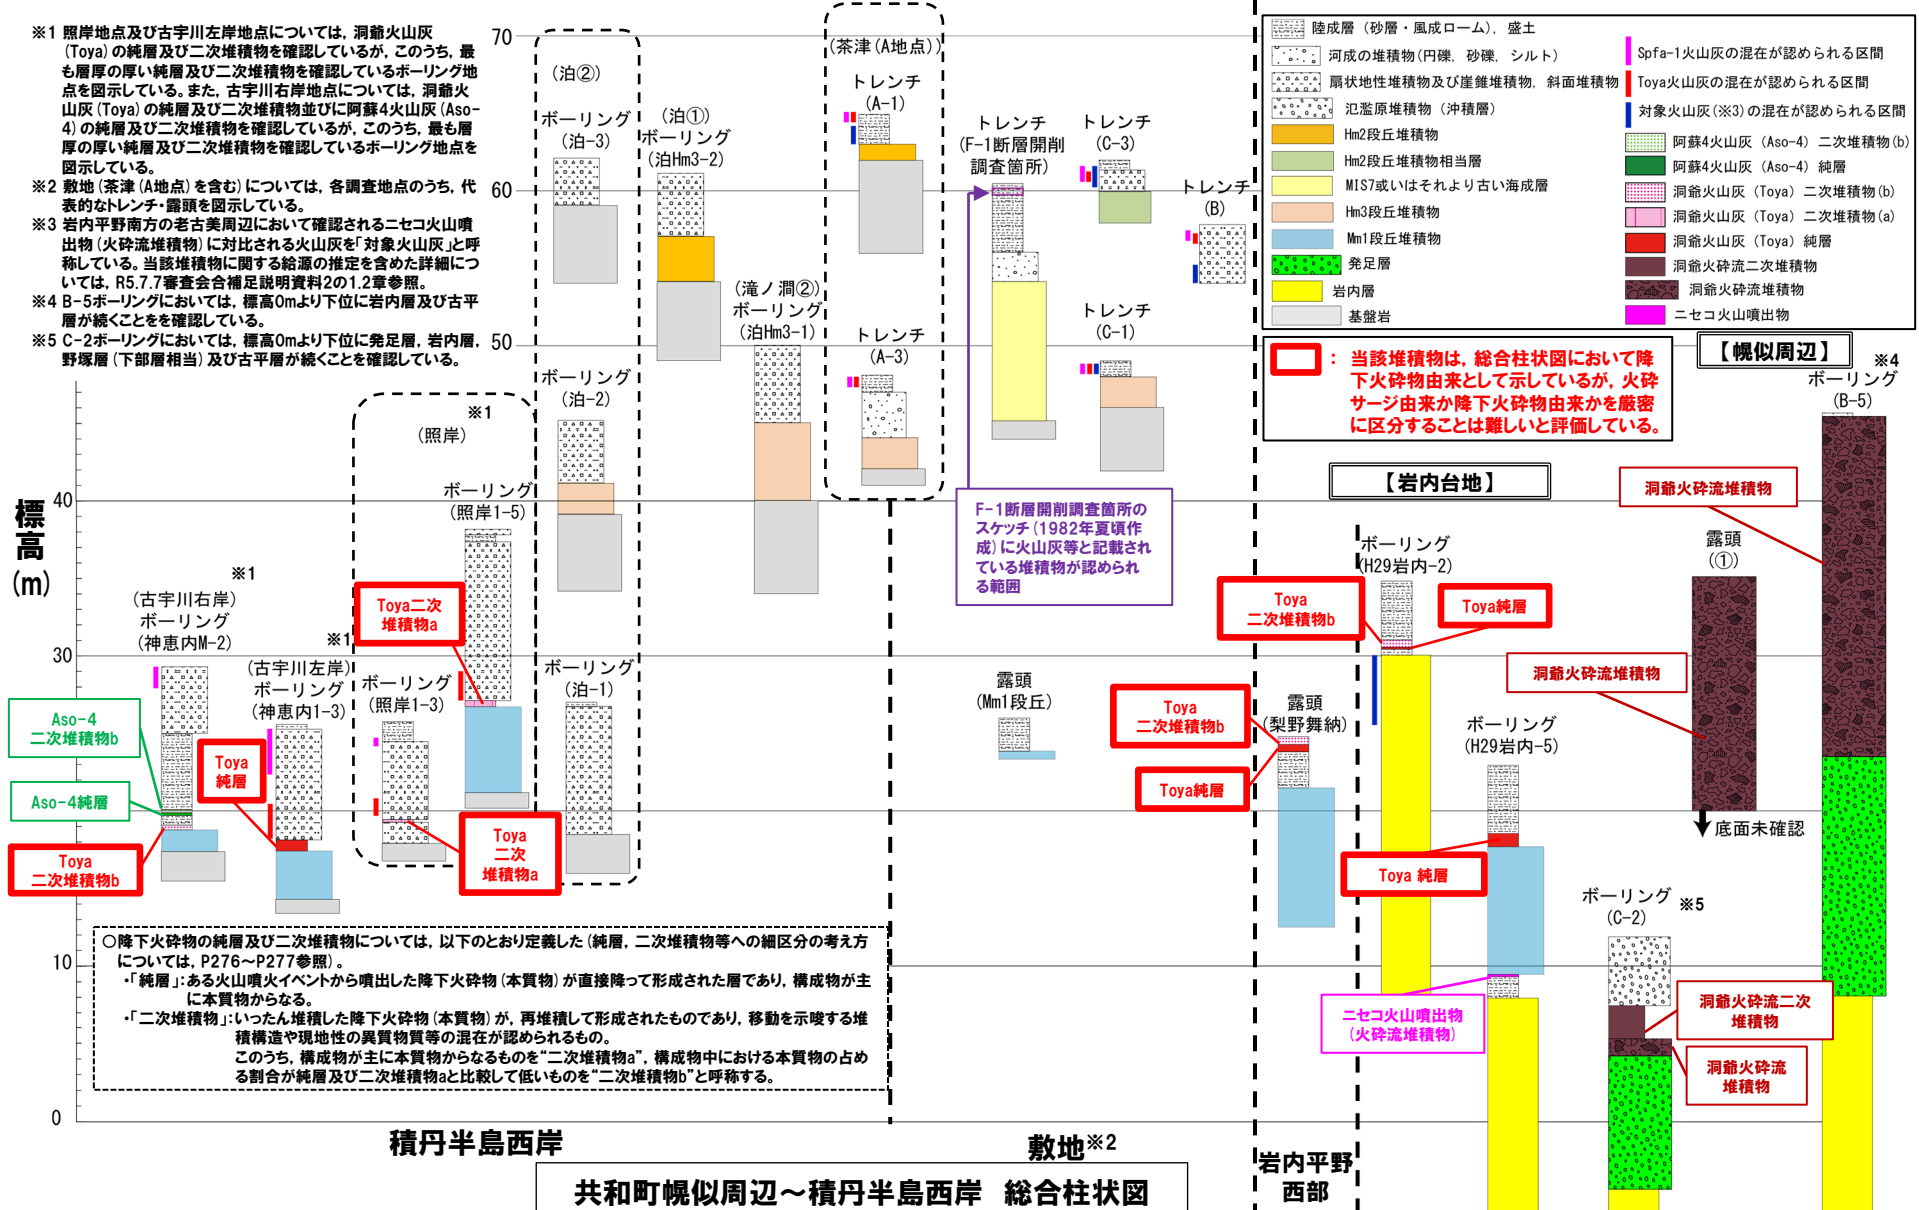 ※1 照岸地点及び古宇川左岸地点については，洞爺火山灰
(Toya)の純層及び二次堆積物を確認しているが，このうち，最
も層厚の厚い純層及び二次堆積物を確認しているボーリング地
点を図示している。また，古宇川右岸地点については，洞爺火
山灰(Toya)の純層及び二次堆積物並びに阿蘇4火山灰(Aso-
4)の純層及び二次堆積物を確認しているが，このうち，最も層
厚の厚い純層及び二次堆積物を確認しているボーリング地点を
図示している。
※2 敷地(茶津(A地点)を含む)については，各調査地点のうち，代
表的なトレンチ・露頭を図示している。
※3 岩内平野南方の老古美周辺において確認されるニセコ火山噴
出物(火砕流堆積物)に対比される火山灰を「対象火山灰」と呼
称している。当該堆積物に関する給源の推定を含めた詳細につ
いては，R5.7.7審査会合補足説明資料2の1.2章参照。
※4 B-5ボーリングにおいては，標高0mより下位に岩内層及び古平
層が続くことをを確認している。
※5 C-2ボーリングにおいては，標高0mより下位に発足層，岩内層，
野塚層(下部層相当)及び古平層が続くことを確認している。
標高
(m)
70
60
50
40
30
10
0
(泊②)
ボーリング
(泊-3)
(泊①)
ボーリング
(泊Hm3-2)
(滝ノ澗②)
ボーリング
(泊Hm3-1)
(茶津(A地点))
トレンチ
(A-1)
トレンチ
(A-3)
トレンチ
(F-1断層開削
調査箇所)
トレンチ
(C-3)
トレンチ
(B)
トレンチ
(C-1)
陸成層（砂層・風成ローム），盛土
河成の堆積物(円礫，砂礫，シルト)
扇状地性堆積物及び崖錐堆積物，斜面堆積物
氾濫原堆積物（沖積層）
Hm2段丘堆積物
Hm2段丘堆積物相当層
MIS7或いはそれより古い海成層
Hm3段丘堆積物
Mm1段丘堆積物
発足層
岩内層
基盤岩
Spfa-1火山灰の混在が認められる区間
Toya火山灰の混在が認められる区間
対象火山灰(※3)の混在が認められる区間
阿蘇4火山灰（Aso-4）二次堆積物(b)
阿蘇4火山灰（Aso-4）純層
洞爺火山灰（Toya）二次堆積物(b)
洞爺火山灰（Toya）二次堆積物(a)
洞爺火山灰（Toya）純層
洞爺火砕流二次堆積物
洞爺火砕流堆積物
ニセコ火山噴出物
： 当該堆積物は，総合柱状図において降
下火砕物由来として示しているが，火砕
サージ由来か降下火砕物由来かを厳密
に区分することは難しいと評価している。
【幌似周辺】
※4
ボーリング
(B-5)
【岩内台地】
洞爺火砕流堆積物
※1
(照岸)
ボーリング
(照岸1-5)
ボーリング
(泊-2)
F-1断層開削調査箇所の
スケッチ(1982年夏頃作
成)に火山灰等と記載され
ている堆積物が認められ
る範囲
ボーリング
(H29岩内-2)
露頭
(①)
※1
(古宇川右岸)
ボーリング
(神恵内M-2)
※1
(古宇川左岸)
ボーリング
(神恵内1-3)
Toya二次
堆積物a
ボーリング
(照岸1-3)
ボーリング
(泊-1)
露頭
(Mm1段丘)
Toya
二次堆積物b
Toya純層
洞爺火砕流堆積物
Aso-4
二次堆積物b
Aso-4純層
Toya
二次堆積物b
Toya
純層
Toya
二次
堆積物a
Toya
二次堆積物b
Toya純層
露頭
(梨野舞納)
ボーリング
(H29岩内-5)
Toya 純層
底面未確認
ボーリング
(C-2)
※5
ニセコ火山噴出物
(火砕流堆積物)
洞爺火砕流二次
堆積物
洞爺火砕流
堆積物
○降下火砕物の純層及び二次堆積物については，以下のとおり定義した(純層，二次堆積物等への細区分の考え方
については，P276～P277参照)。
・「純層」:ある火山噴火イベントから噴出した降下火砕物(本質物)が直接降って形成された層であり，構成物が主
に本質物からなる。
・「二次堆積物」:いったん堆積した降下火砕物(本質物)が，再堆積して形成されたものであり，移動を示唆する堆
積構造や現地性の異質物質等の混在が認められるもの。
このうち，構成物が主に本質物からなるものを“二次堆積物a”，構成物中における本質物の占め
る割合が純層及び二次堆積物aと比較して低いものを“二次堆積物b”と呼称する。
積丹半島西岸
敷地※2
岩内平野
西部
共和町幌似周辺～積丹半島西岸 総合柱状図